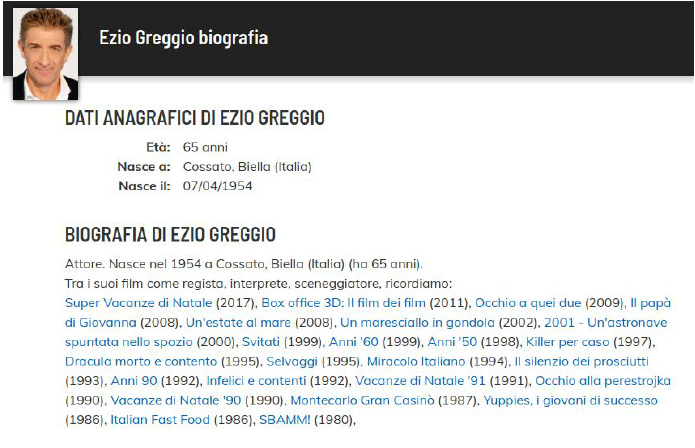 Ezio Greggio biografia
DATI ANAGRAFICI DI EZIO GREGGIO
Età: 65 anni
Nasce a: Cossato, Biella (Italia)
Nasce il: 07/04/1954
BIOGRAFIA DI EZIO GREGGIO
Attore. Nasce nel 1954 a Cossato, Biella (Italia) (ha 65 anni).
Tra i suoi film come regista, interprete, sceneggiatore, ricordiamo:
Super Vacanze di Natale (2017), Box office 3D: Il film dei film (2011), Occhio a quei due (2009), Il papà
di Giovanna (2008), Un'estate al mare (2008), Un maresciallo in gondola (2002), 2001 - Un'astronave
spuntata nello spazio (2000), Svitati (1999), Anni '60 (1999), Anni '50 (1998), Killer per caso (1997),
Dracula morto e contento (1995), Selvaggi (1995), Miracolo Italiano (1994), Il silenzio dei prosciutti
(1993), Anni 90 (1992), Infelici e contenti (1992), Vacanze di Natale '91 (1991), Occhio alla perestrojka
(1990), Vacanze di Natale '90 (1990), Montecarlo Gran Casinò (1987), Yuppies, i giovani di successo
(1986), Italian Fast Food (1986), SBAMM! (1980),